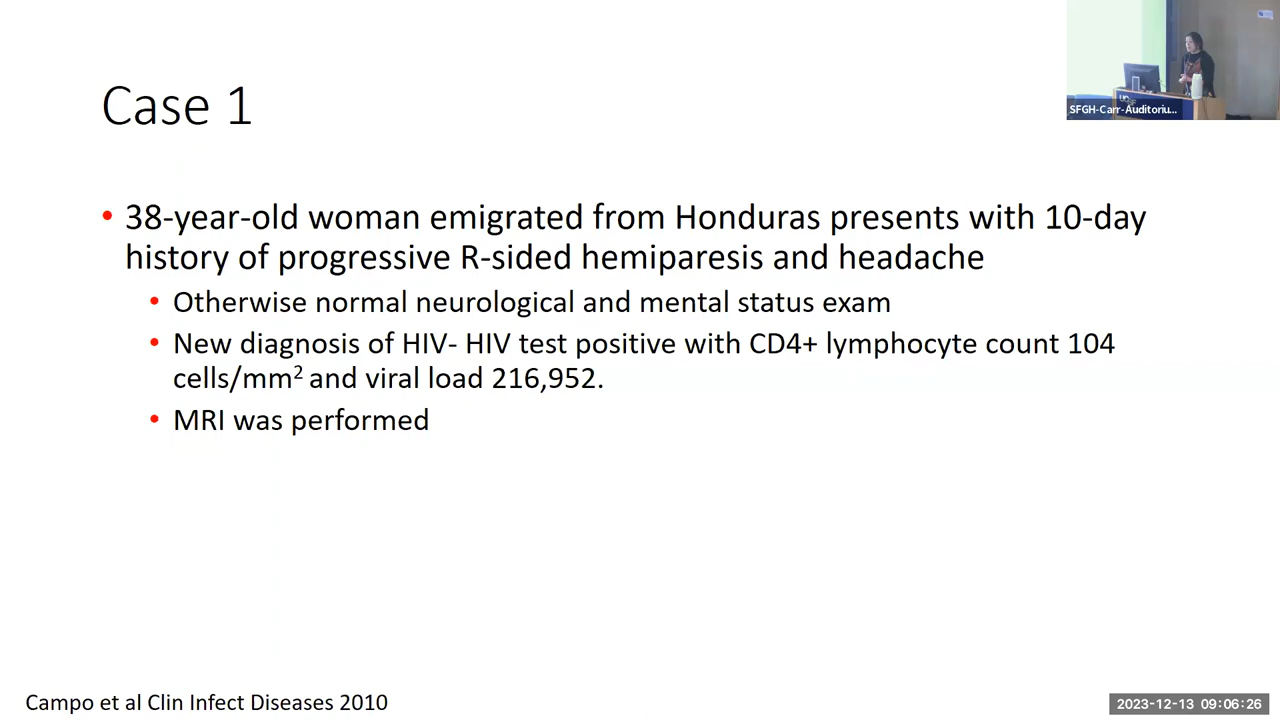 Case 1
• 38-year-old woman emigrated from Honduras presents with 10-day
history of progressive R-sided hemiparesis and headache
• Otherwise normal neurological and mental status exam
• New diagnosis of HIV- HIV test positive with CD4+ lymphocyte count 104
cells/mm² and viral load 216,952.
• MRI was performed
Campo et al Clin Infect Diseases 2010
UCSF
SFGH-Carr-Auditoriu...
2023-12-13 09:06:26